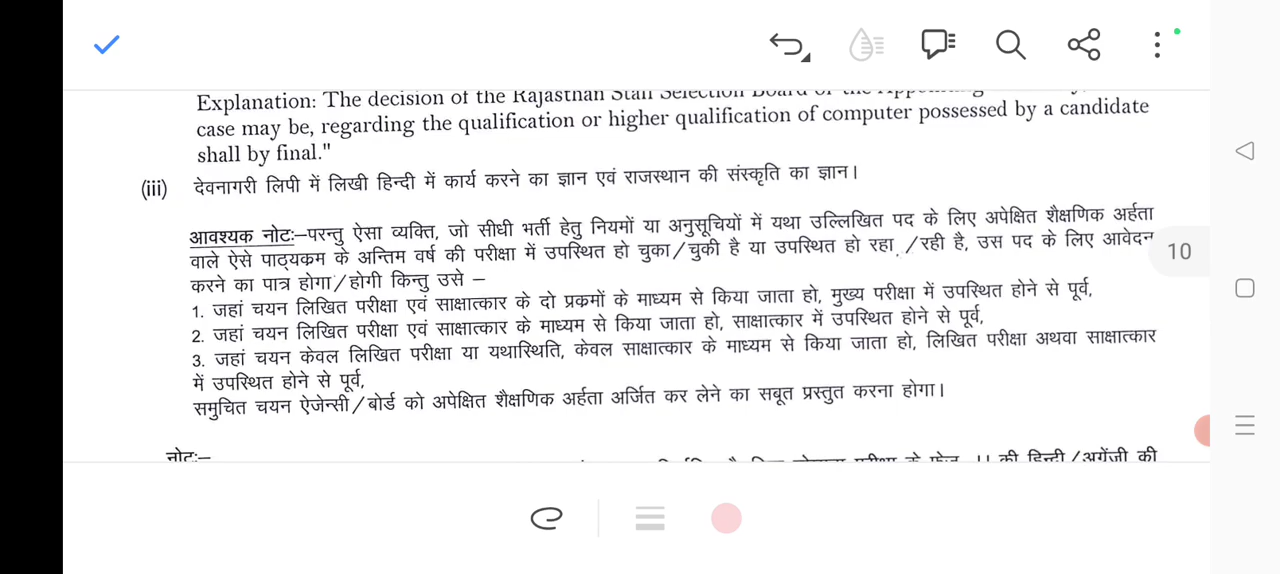 Explanation: The decision of the Rajasthan Staff Selection Board or the
case may be, regarding the qualification or higher qualification of computer possessed by a candidate
shall by final."
(iii) देवनागरी लिपी में लिखी हिन्दी में कार्य करने का ज्ञान एवं राजस्थान की संस्कृति का ज्ञान।
आवश्यक नोटः–परन्तु ऐसा व्यक्ति, जो सीधी भर्ती हेतु नियमों या अनुसूचियों में यथा उल्लिखित पद के लिए अपेक्षित शैक्षणिक अर्हता
वाले ऐसे पाठ्यकम के अन्तिम वर्ष की परीक्षा में उपस्थित हो चुका/चुकी है या उपस्थित हो रहा/रही है, उस पद के लिए आवेदन
10
करने का पात्र होगा/होगी किन्तु उसे –
1. जहां चयन लिखित परीक्षा एवं साक्षात्कार के दो प्रकमों के माध्यम से किया जाता हो, मुख्य परीक्षा में उपस्थित होने से पूर्व,
2. जहां चयन लिखित परीक्षा एवं साक्षात्कार के माध्यम से किया जाता हो, साक्षात्कार में उपस्थित होने से पूर्व,
3. जहां चयन केवल लिखित परीक्षा या यथास्थिति, केवल साक्षात्कार के माध्यम से किया जाता हो, लिखित परीक्षा अथवा साक्षात्कार
में उपस्थित होने से पूर्व,
समुचित चयन ऐजेन्सी/बोर्ड को अपेक्षित शैक्षणिक अर्हता अर्जित कर लेने का सबूत प्रस्तुत करना होगा।
नोटः–
परीक्षा के फेज– II की हिन्दी/अग्रेंजी की